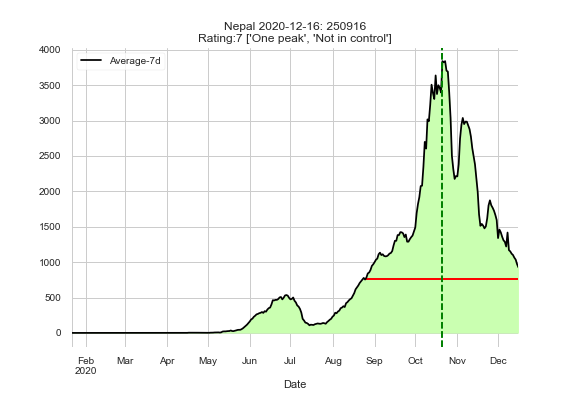 Nepal 2020-12-16: 250916
Rating:7 ['One peak', 'Not in control']
Average-7d
4000
3500
3000
2500
2000
1500
1000
500
0
Feb Mar Apr May Jun Jul Aug Sep Oct Nov Dec
2020
Date